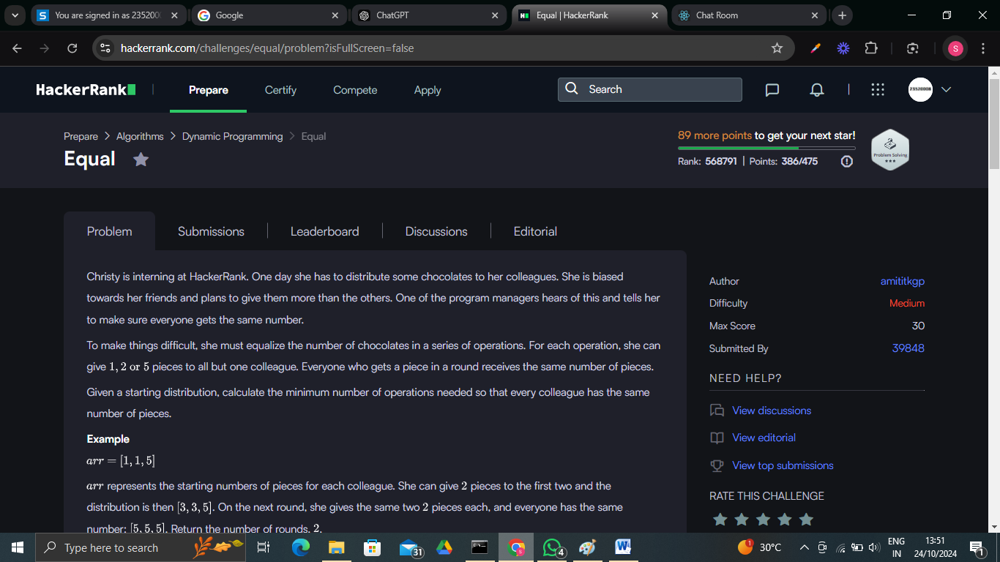 You are signed in as 23520
Google
ChatGPT
Equal | HackerRank
Chat Room
hackerrank.com/challenges/equal/problem?isFullScreen=false
S
HackerRank
Prepare
Certify
Compete
Apply
Search
23520008
Prepare > Algorithms > Dynamic Programming > Equal
Equal
89 more points to get your next star!
Rank: 568791 | Points: 386/475
Problem Solving
Problem
Submissions
Leaderboard
Discussions
Editorial
Christy is interning at HackerRank. One day she has to distribute some chocolates to her colleagues. She is biased
towards her friends and plans to give them more than the others. One of the program managers hears of this and tells her
to make sure everyone gets the same number.
To make things difficult, she must equalize the number of chocolates in a series of operations. For each operation, she can
give 1, 2 or 5 pieces to all but one colleague. Everyone who gets a piece in a round receives the same number of pieces.
Given a starting distribution, calculate the minimum number of operations needed so that every colleague has the same
number of pieces.
Example
arr = [1, 1, 5]
arr represents the starting numbers of pieces for each colleague. She can give 2 pieces to the first two and the
distribution is then [3, 3, 5]. On the next round, she gives the same two 2 pieces each, and everyone has the same
number: [5, 5, 5]. Return the number of rounds, 2.
Author amititkgp
Difficulty Medium
Max Score 30
Submitted By 39848
NEED HELP?
View discussions
View editorial
View top submissions
RATE THIS CHALLENGE
Type here to search
31
4
1
30°C
ENG
IN
13:51
24/10/2024
1